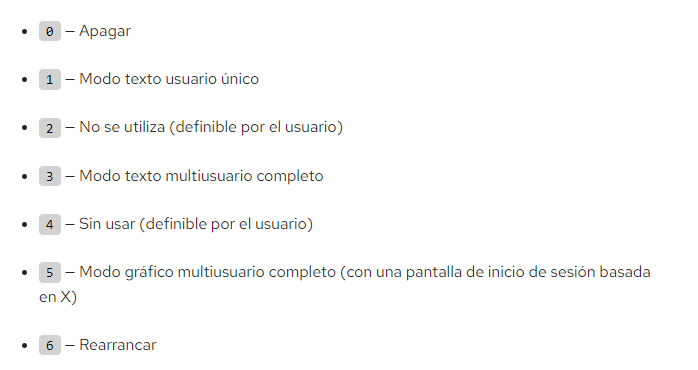 0 – Apagar
1 – Modo texto usuario único
2 – No se utiliza (definible por el usuario)
3 – Modo texto multiusuario completo
4 – Sin usar (definible por el usuario)
5 – Modo gráfico multiusuario completo (con una pantalla de inicio de sesión basada
en X)
6 – Rearrancar